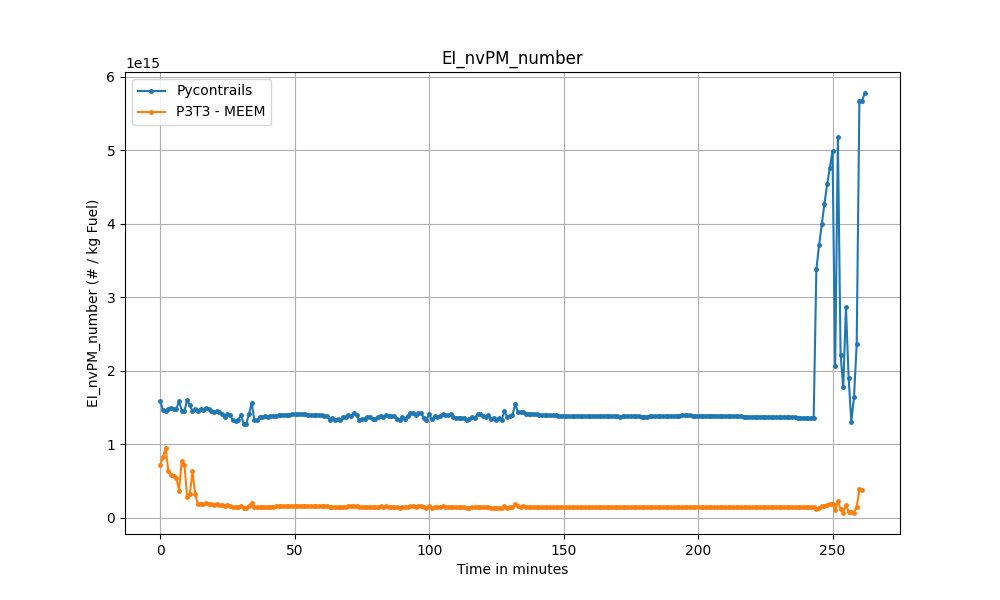 EI_nvPM_number
1e15
Pycontrails
P3T3 - MEEM
6
5
4
3
2
1
0
EI_nvPM_number (# / kg Fuel)
0 50 100 150 200 250
Time in minutes